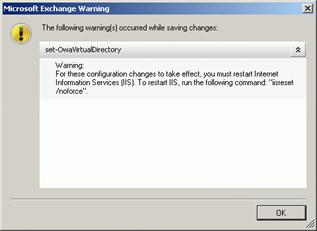 Microsoft Exchange Warning
The following warning(s) occurred while saving changes:
set-OwaVirtualDirectory
Warning:
For these configuration changes to take effect, you must restart Internet
Information Services (IIS). To restart IIS, run the following command: "iisreset
/noforce".
OK